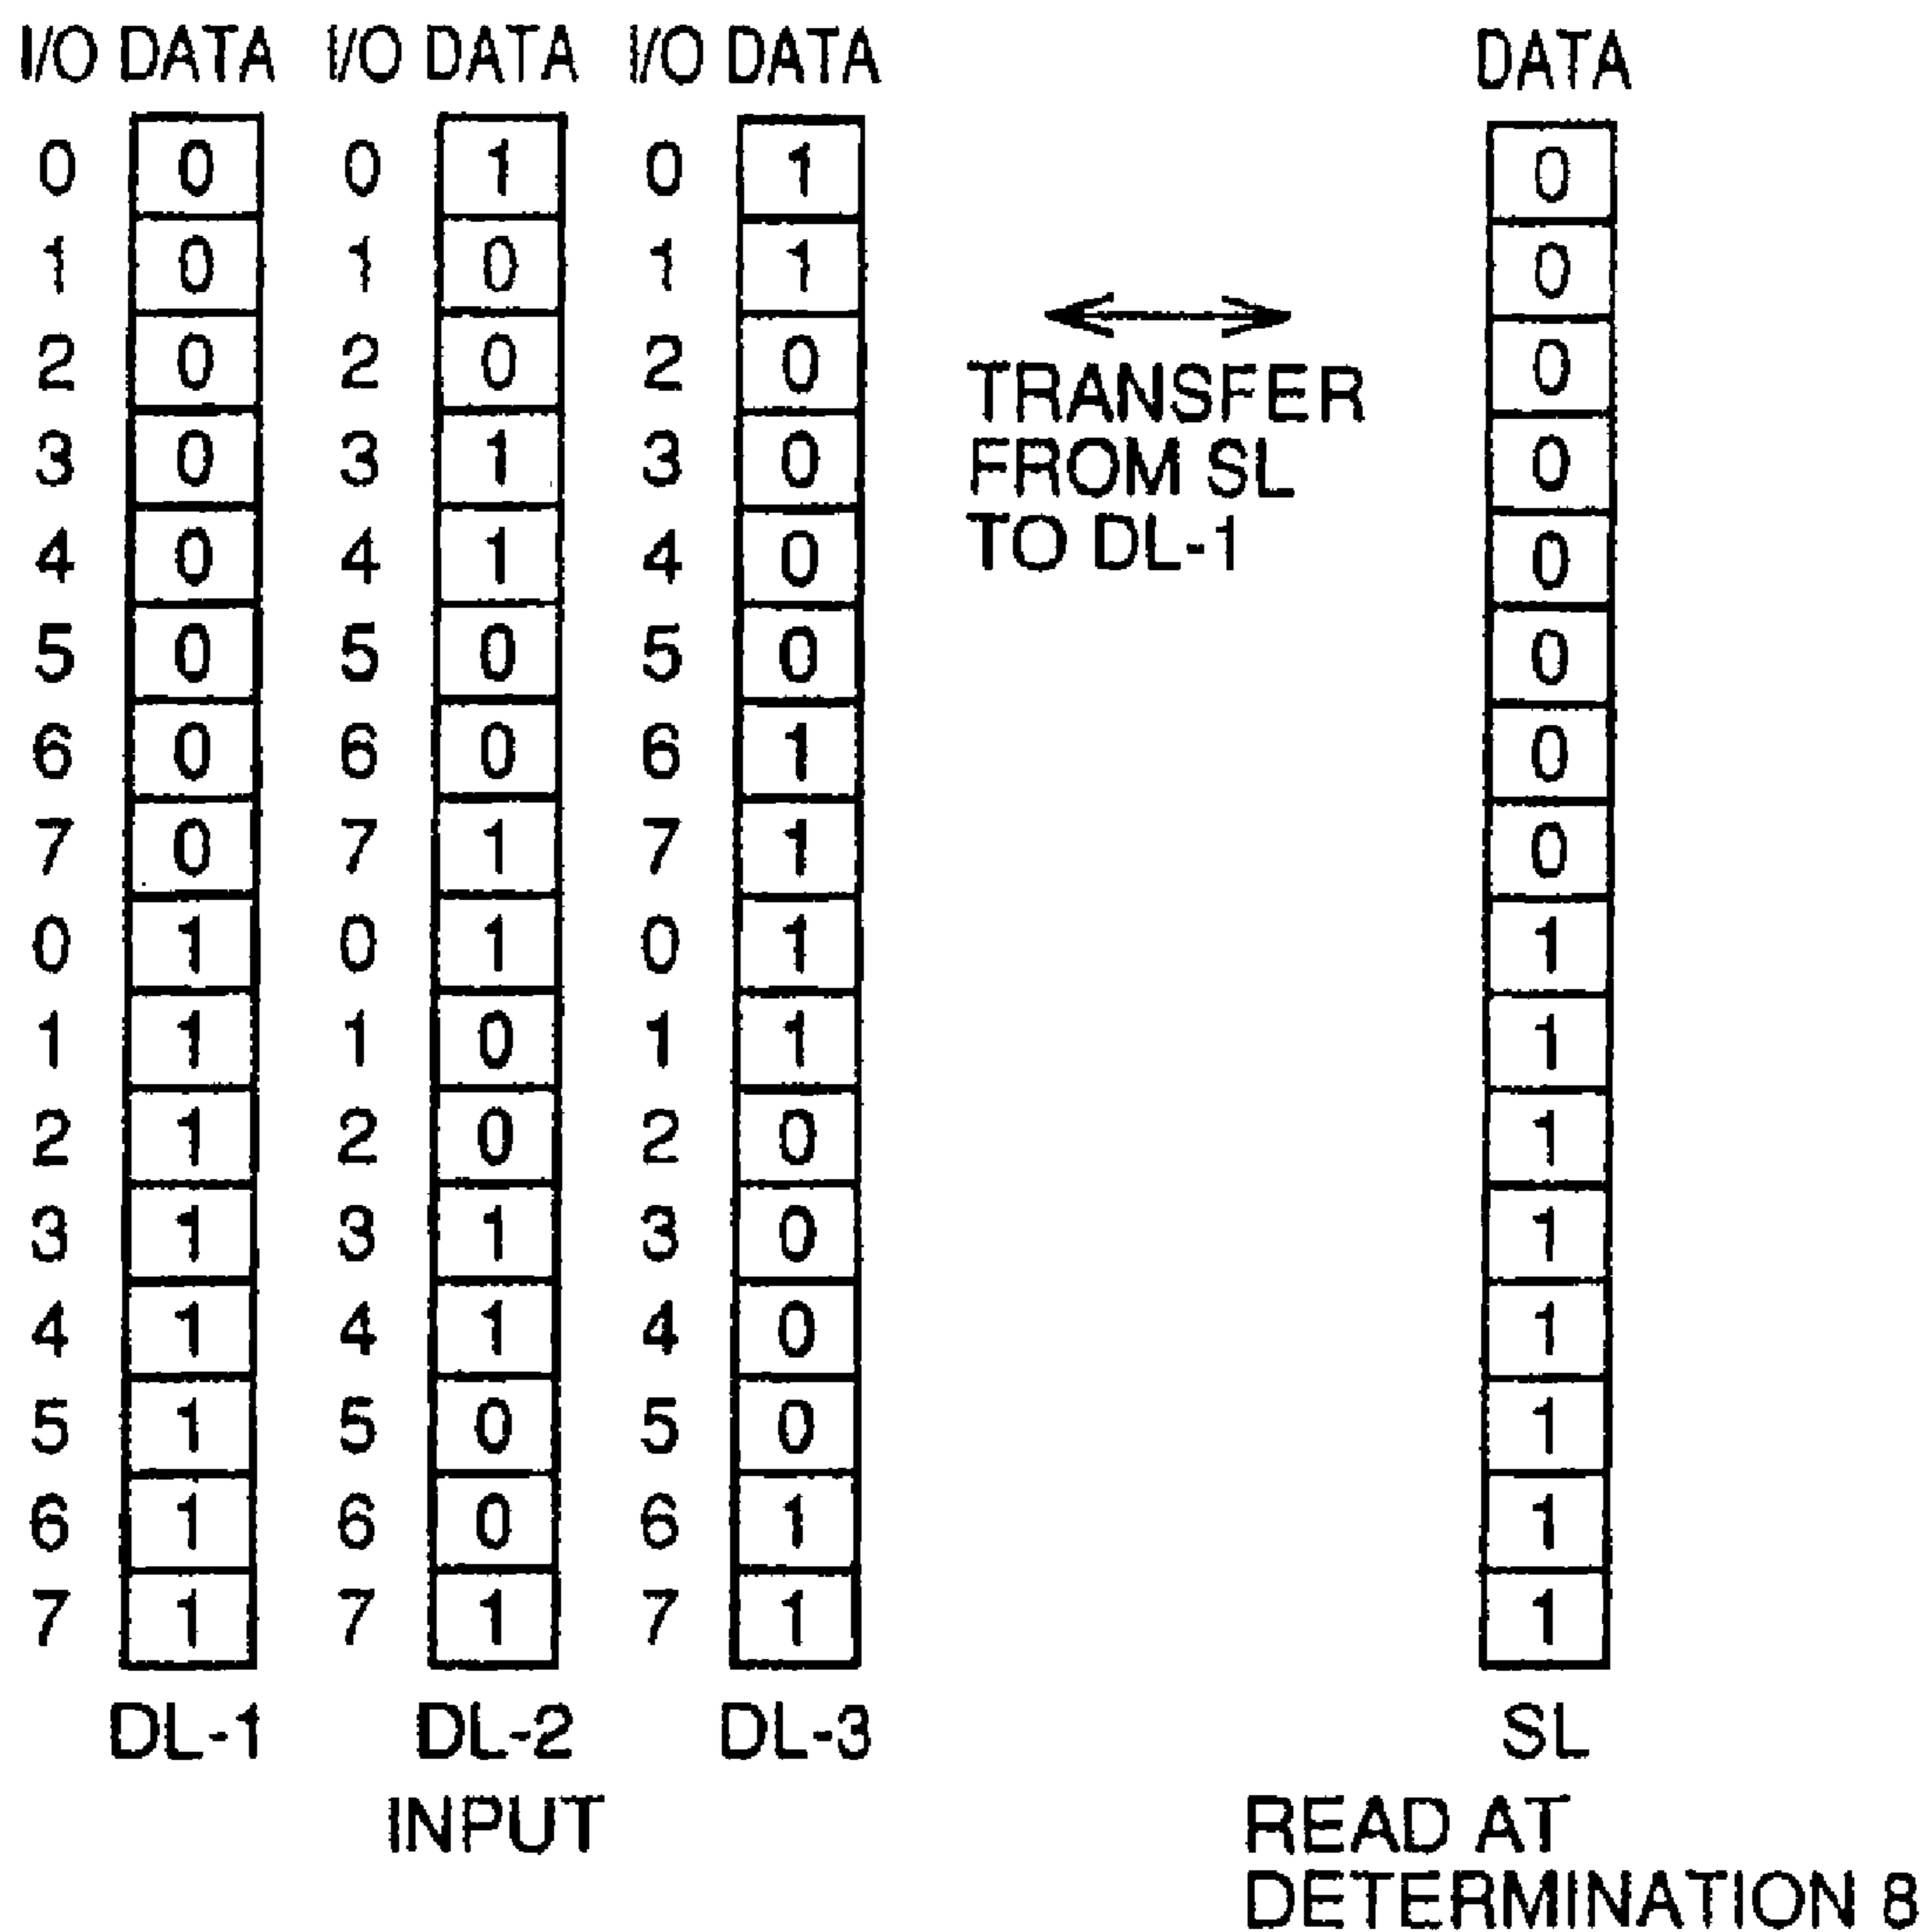 I/O DATA I/O DATA I/O DATA DATA
0 0 0 1 0 1 0
1 0 1 0 1 1 0
2 0 2 0 2 0 0
3 0 3 1 3 0 0
4 0 4 1 4 0 0
5 0 5 0 5 0 0
6 0 6 0 6 1 0
7 0 7 1 7 1 0
0 1 0 1 0 1 1
1 1 1 0 1 1 1
2 1 2 0 2 0 1
3 1 3 1 3 0 1
4 1 4 1 4 0 1
5 1 5 0 5 0 1
6 1 6 0 6 1 1
7 1 7 1 7 1 1
TRANSFER
FROM SL
TO DL-1
DL-1 DL-2 DL-3 SL
INPUT
READ AT
DETERMINATION 8